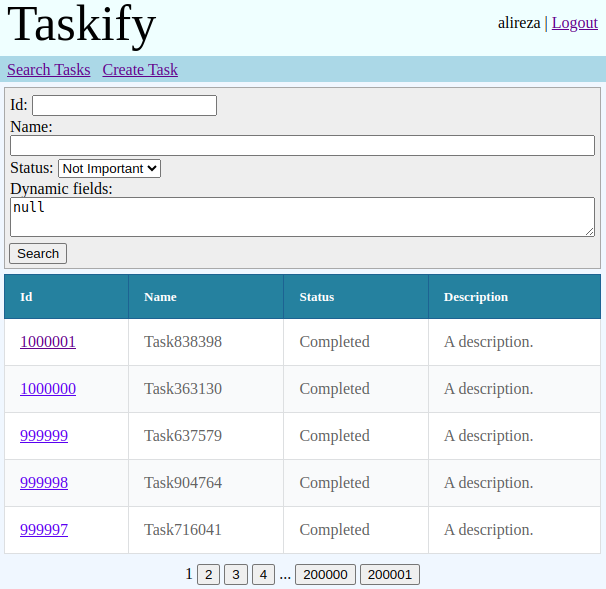 Taskify
alireza | Logout
Search Tasks Create Task
Id:
Name:
Status: Not Important
Dynamic fields:
null
Search
Id Name Status Description
1000001 Task838398 Completed A description.
1000000 Task363130 Completed A description.
999999 Task637579 Completed A description.
999998 Task904764 Completed A description.
999997 Task716041 Completed A description.
1 2 3 4 ... 200000 200001